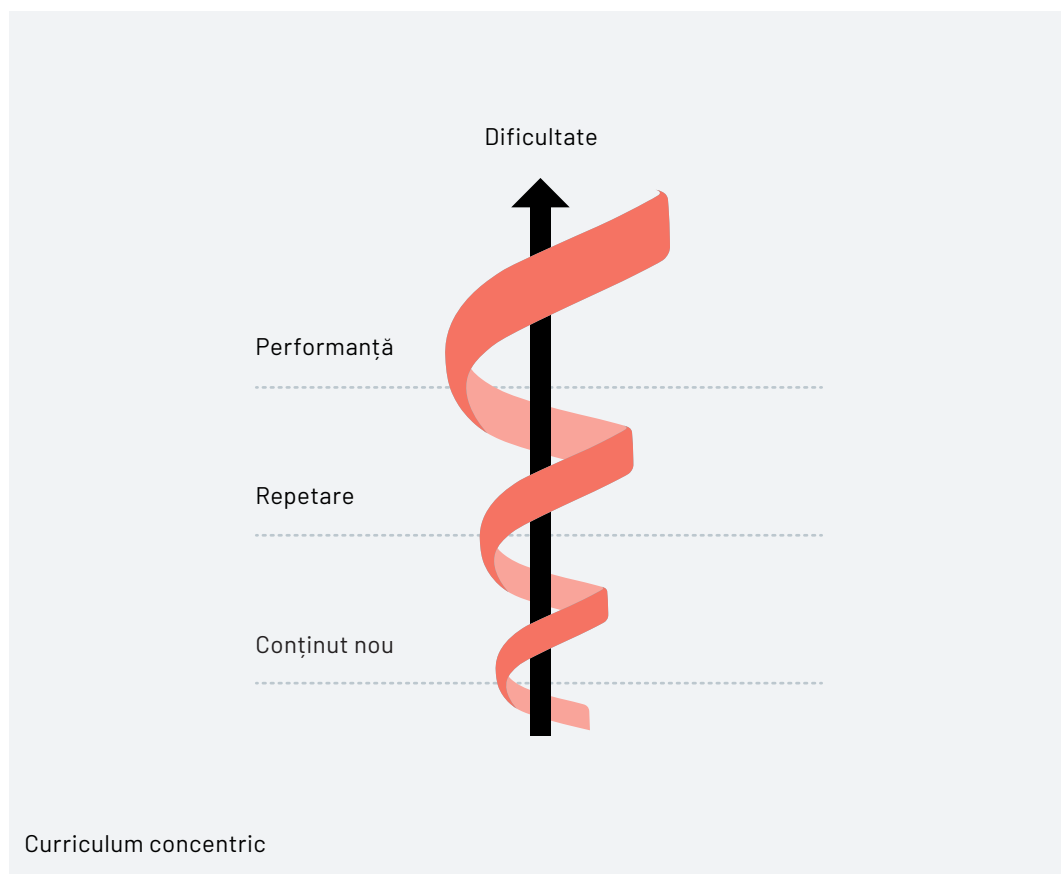 Dificultate
Performanță
Repetare
Conținut nou
Curriculum concentric